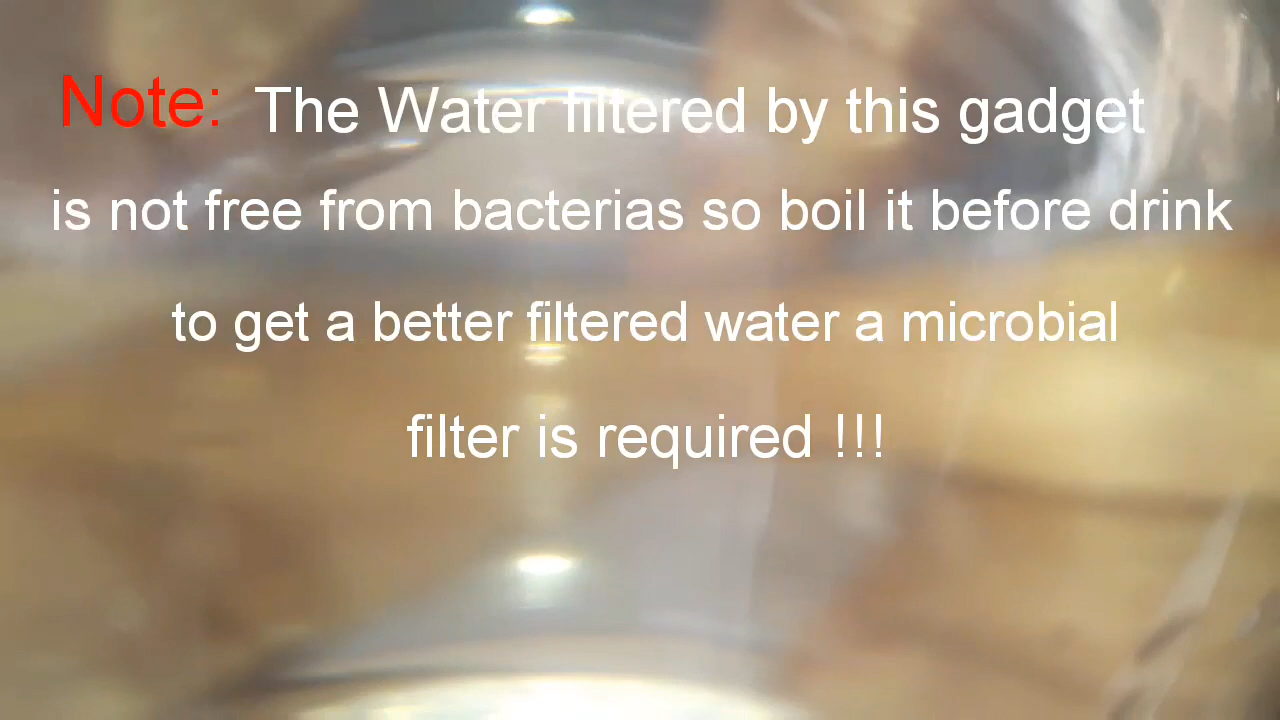 Note: The Water filtered by this gadget
is not free from bacterias so boil it before drink
to get a better filtered water a microbial
filter is required !!!